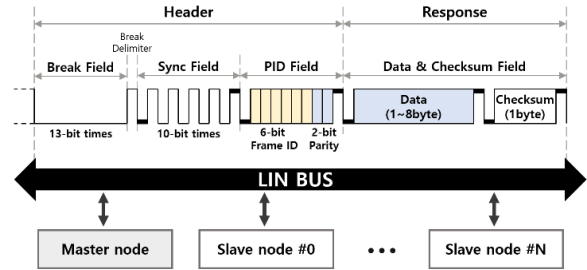 Header
Response
Break
Delimiter
Break Field
Sync Field
PID Field
Data & Checksum Field
Data
(1~8byte)
Checksum
(1byte)
13-bit times
10-bit times
6-bit
Frame ID
2-bit
Parity
LIN BUS
Master node
Slave node #0
Slave node #N